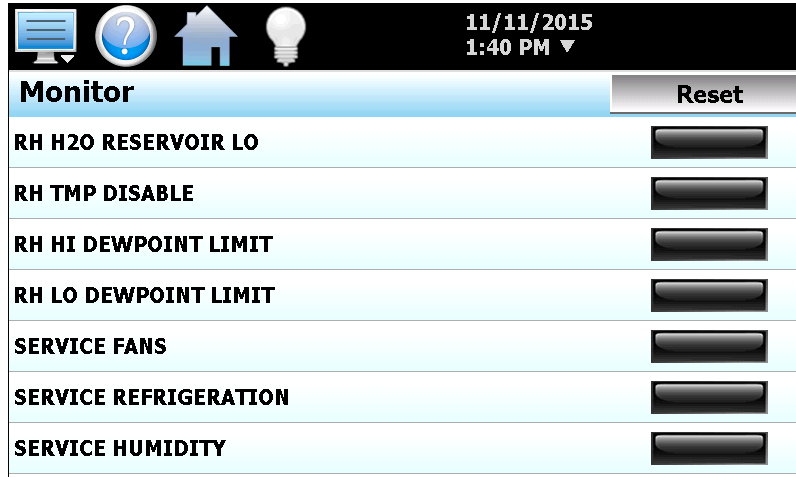 11/11/2015
1:40 PM ▼
Monitor
Reset
RH H2O RESERVOIR LO
RH TMP DISABLE
RH HI DEWPOINT LIMIT
RH LO DEWPOINT LIMIT
SERVICE FANS
SERVICE REFRIGERATION
SERVICE HUMIDITY